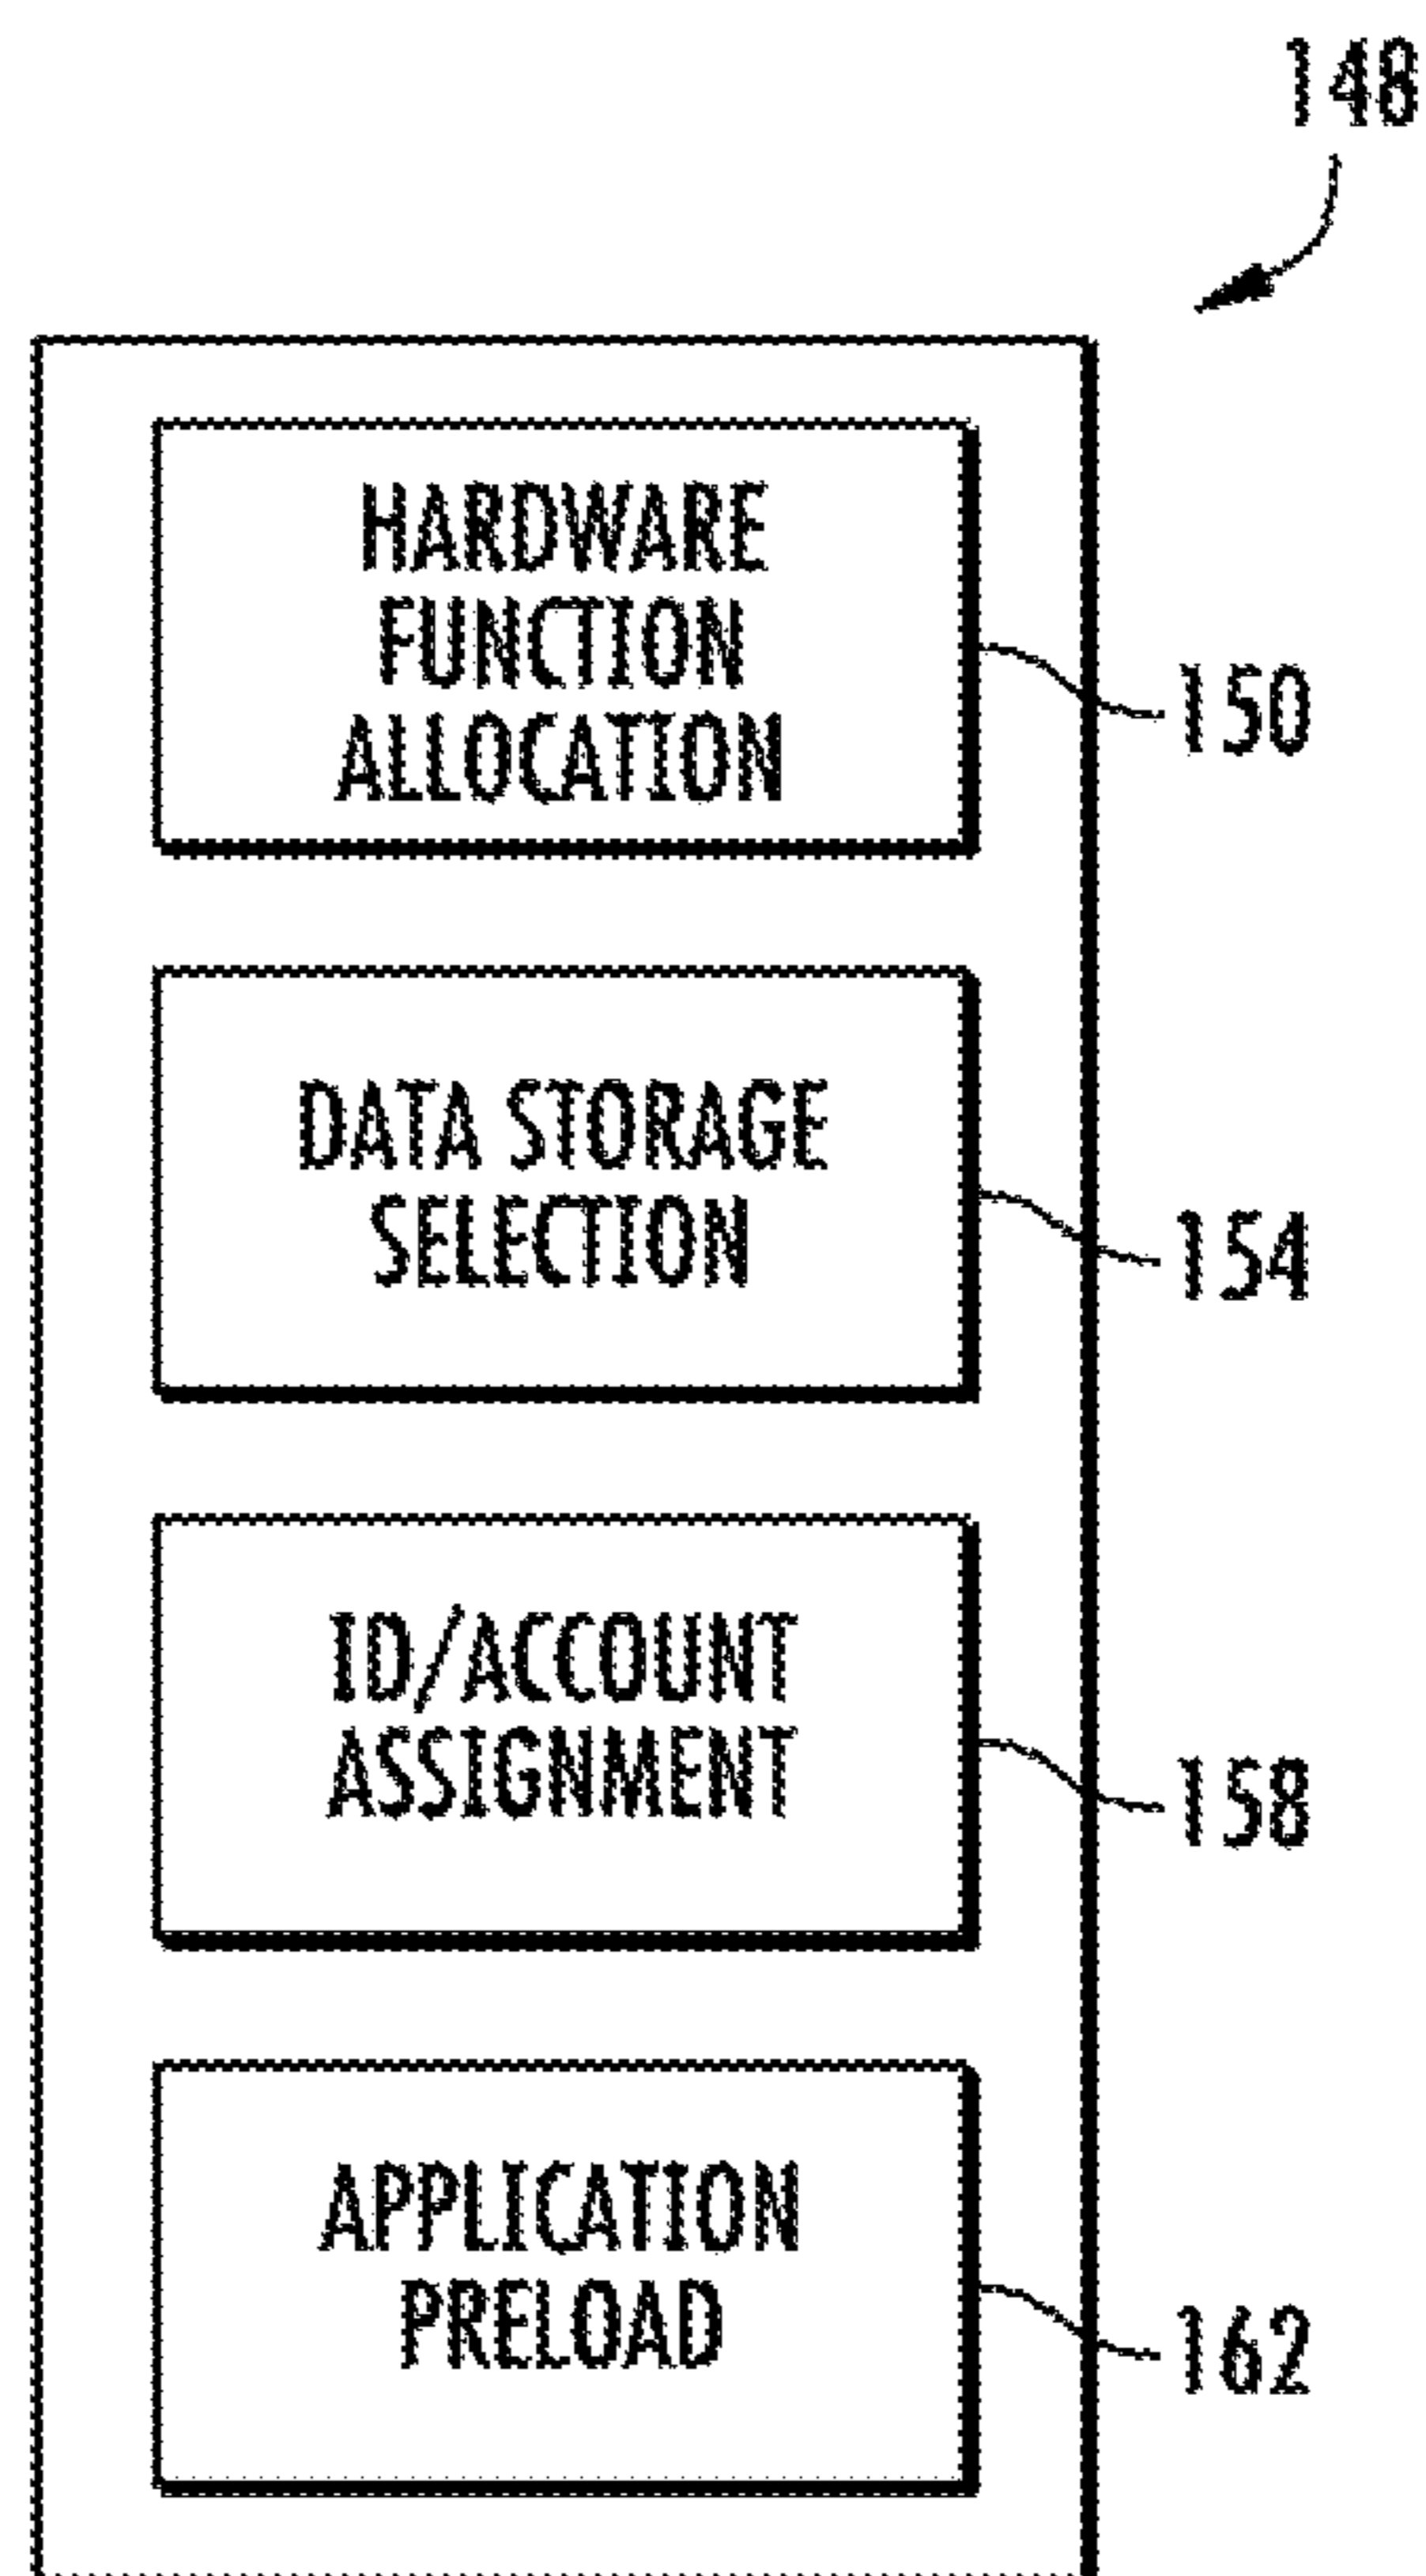 148
HARDWARE
FUNCTION
ALLOCATION
150
DATA STORAGE
SELECTION
154
ID/ACCOUNT
ASSIGNMENT
158
APPLICATION
PRELOAD
162